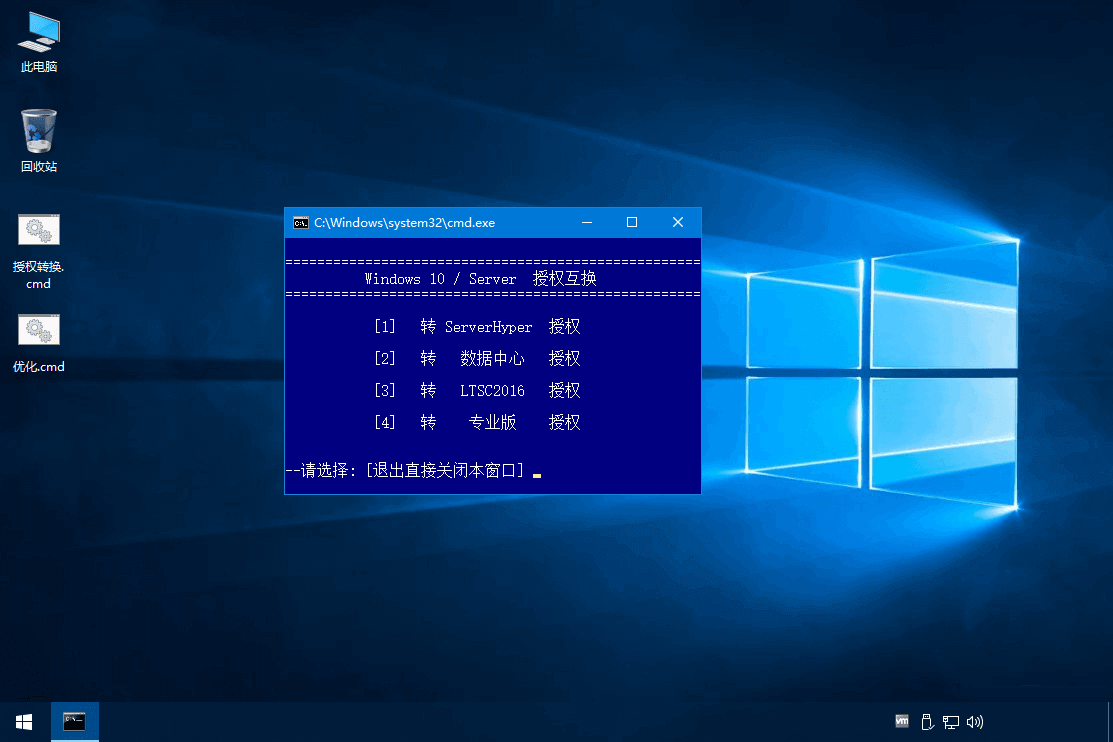 此电脑
回收站
授权转换.
cmd
优化.cmd
C:\Windows\system32\cmd.exe
====================================================
Windows 10 / Server 授权互换
====================================================
[1] 转 ServerHyper 授权
[2] 转 数据中心 授权
[3] 转 LTSC2016 授权
[4] 转 专业版 授权
--请选择: [退出直接关闭本窗口]
vm